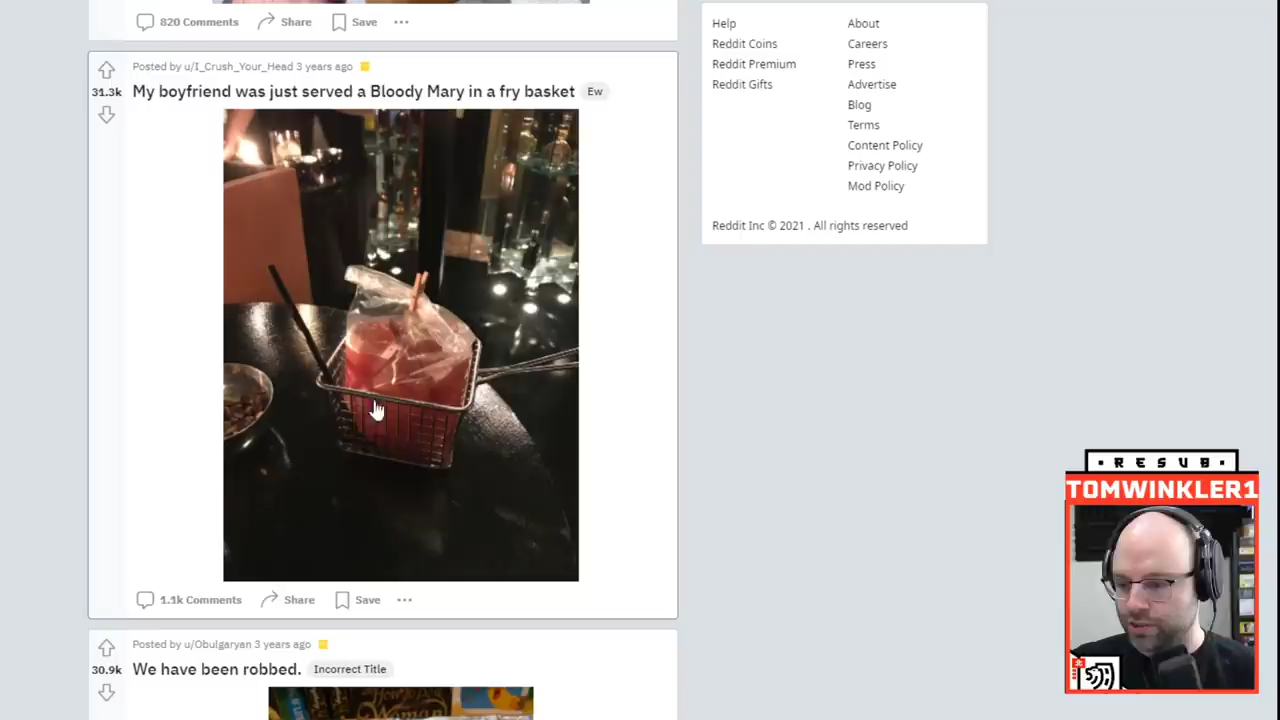 820 Comments Share Save
Help
Reddit Coins
Reddit Premium
Reddit Gifts
About
Careers
Press
Advertise
Blog
Terms
Content Policy
Privacy Policy
Mod Policy
Reddit Inc © 2021 . All rights reserved
Posted by u/I_Crush_Your_Head 3 years ago
31.3k
My boyfriend was just served a Bloody Mary in a fry basket Ew
1.1k Comments Share Save
Posted by u/Obulgaryan 3 years ago
30.9k
We have been robbed. Incorrect Title
RESUB
TOMWINKLER1